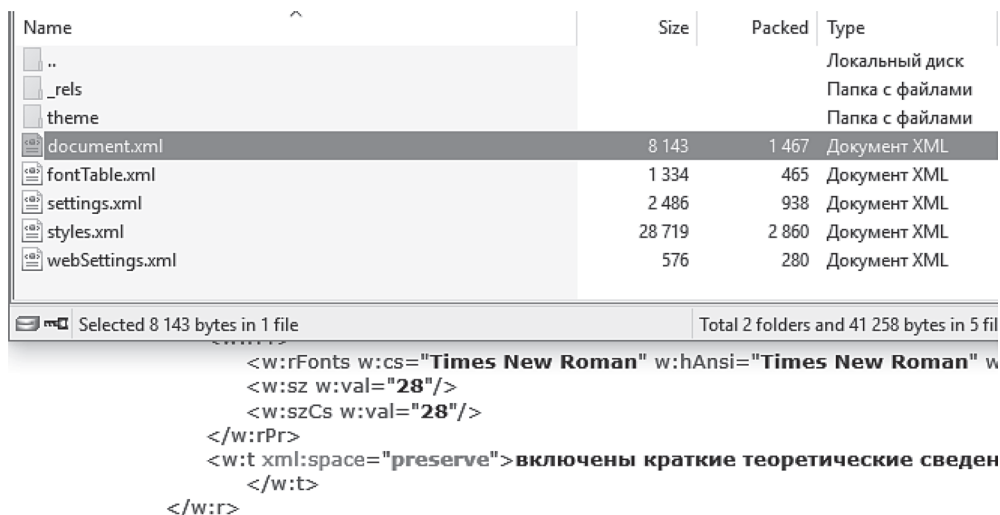 Name Size Packed Type
.. Локальный диск
_rels Папка с файлами
theme Папка с файлами
document.xml 8 143 1 467 Документ XML
fontTable.xml 1 334 465 Документ XML
settings.xml 2 486 938 Документ XML
styles.xml 28 719 2 860 Документ XML
webSettings.xml 576 280 Документ XML
Selected 8 143 bytes in 1 file Total 2 folders and 41 258 bytes in 5 fil
<w:rFonts w:cs="Times New Roman" w:hAnsi="Times New Roman" w
<w:sz w:val="28"/>
<w:szCs w:val="28"/>
</w:rPr>
<w:t xml:space="preserve">включены краткие теоретические сведен
</w:t>
</w:r>